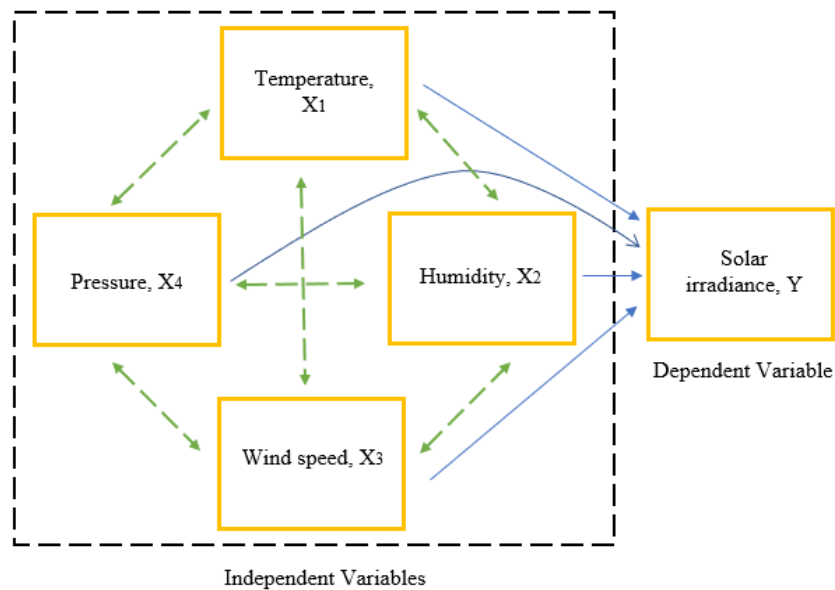 Temperature,
X1
Pressure, X4
Humidity, X2
Solar
irradiance, Y
Dependent Variable
Wind speed, X3
Independent Variables